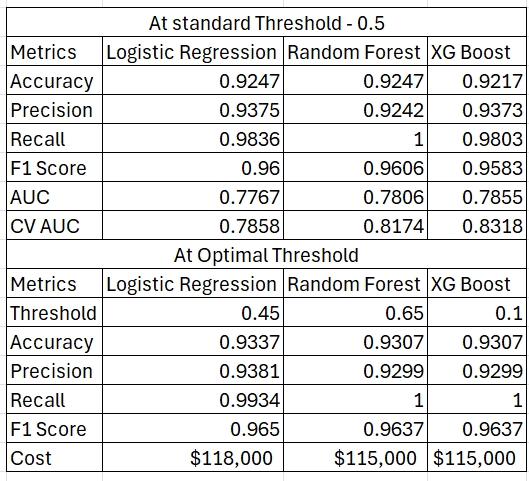 At standard Threshold - 0.5
Metrics Logistic Regression Random Forest XG Boost
Accuracy 0.9247 0.9247 0.9217
Precision 0.9375 0.9242 0.9373
Recall 0.9836 1 0.9803
F1 Score 0.96 0.9606 0.9583
AUC 0.7767 0.7806 0.7855
CV AUC 0.7858 0.8174 0.8318
At Optimal Threshold
Metrics Logistic Regression Random Forest XG Boost
Threshold 0.45 0.65 0.1
Accuracy 0.9337 0.9307 0.9307
Precision 0.9381 0.9299 0.9299
Recall 0.9934 1 1
F1 Score 0.965 0.9637 0.9637
Cost $118,000 $115,000 $115,000